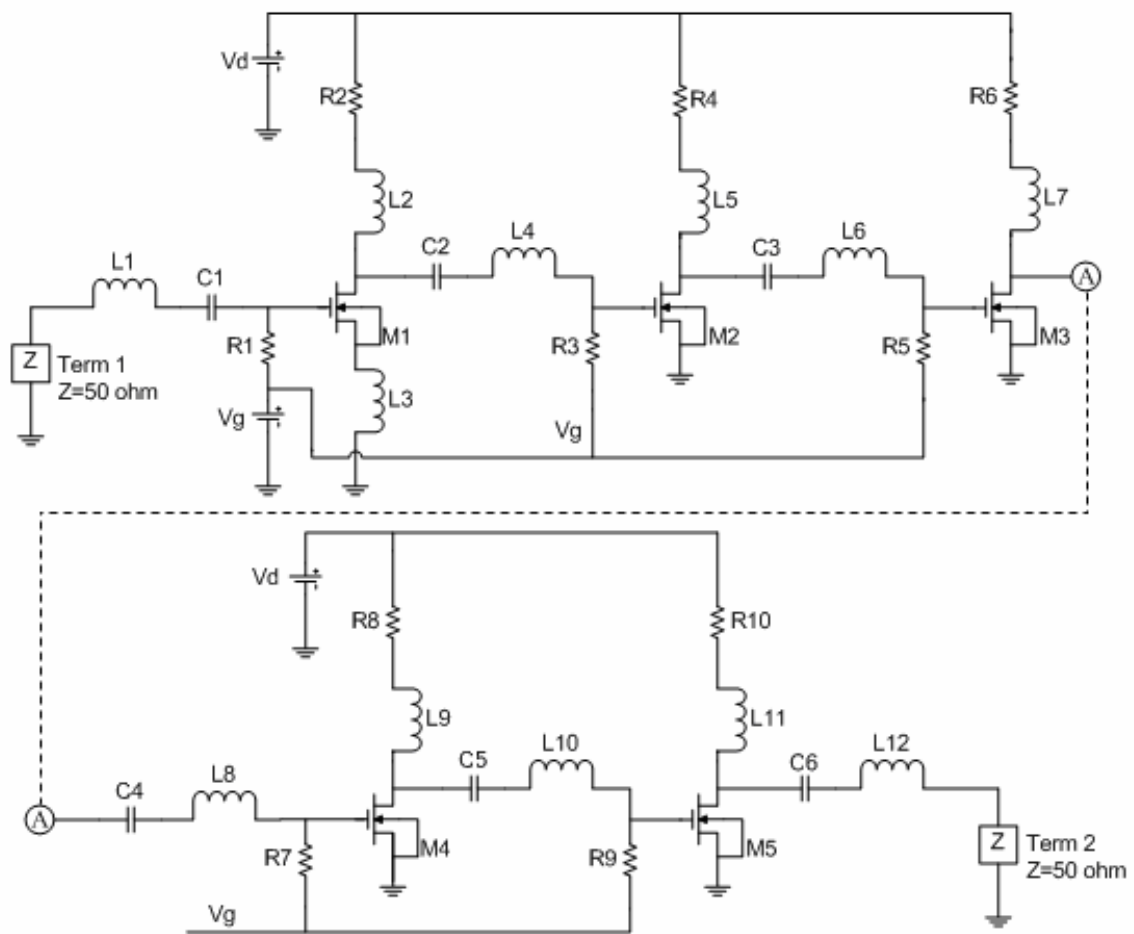 Vd
R2
R4
R6
L2
L5
L7
L1
C1
C2
L4
C3
L6
A
R1
M1
R3
M2
R5
M3
Z
Term 1
Z=50 ohm
L3
Vg
Vg
Vd
R8
R10
L9
L11
C4
L8
C5
L10
C6
L12
A
R7
M4
R9
M5
Z
Term 2
Z=50 ohm
Vg